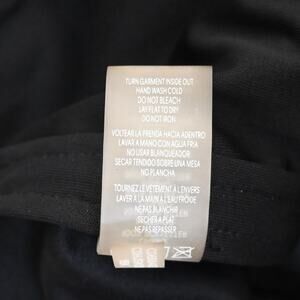 TURN GARMENT INSIDE OUT
HAND WASH COLD
DO NOT BLEACH
LAY FLAT TO DRY
DO NOT IRON
VOLTEAR LA PRENDA HACIA ADENTRO
LAVAR A MANO CON AGUA FRIA
NO USAR BLANQUEADOR
SECAR TENDIDO SOBRE UNA MESA
NO PLANCHAR
TOURNEZ LE VÊTEMENT À L'ENVERS
LAVER A LA MAIN À L'EAU FROIDE
NE PAS BLANCHIR
SECHER A PLAT
NE PAS REPASSER